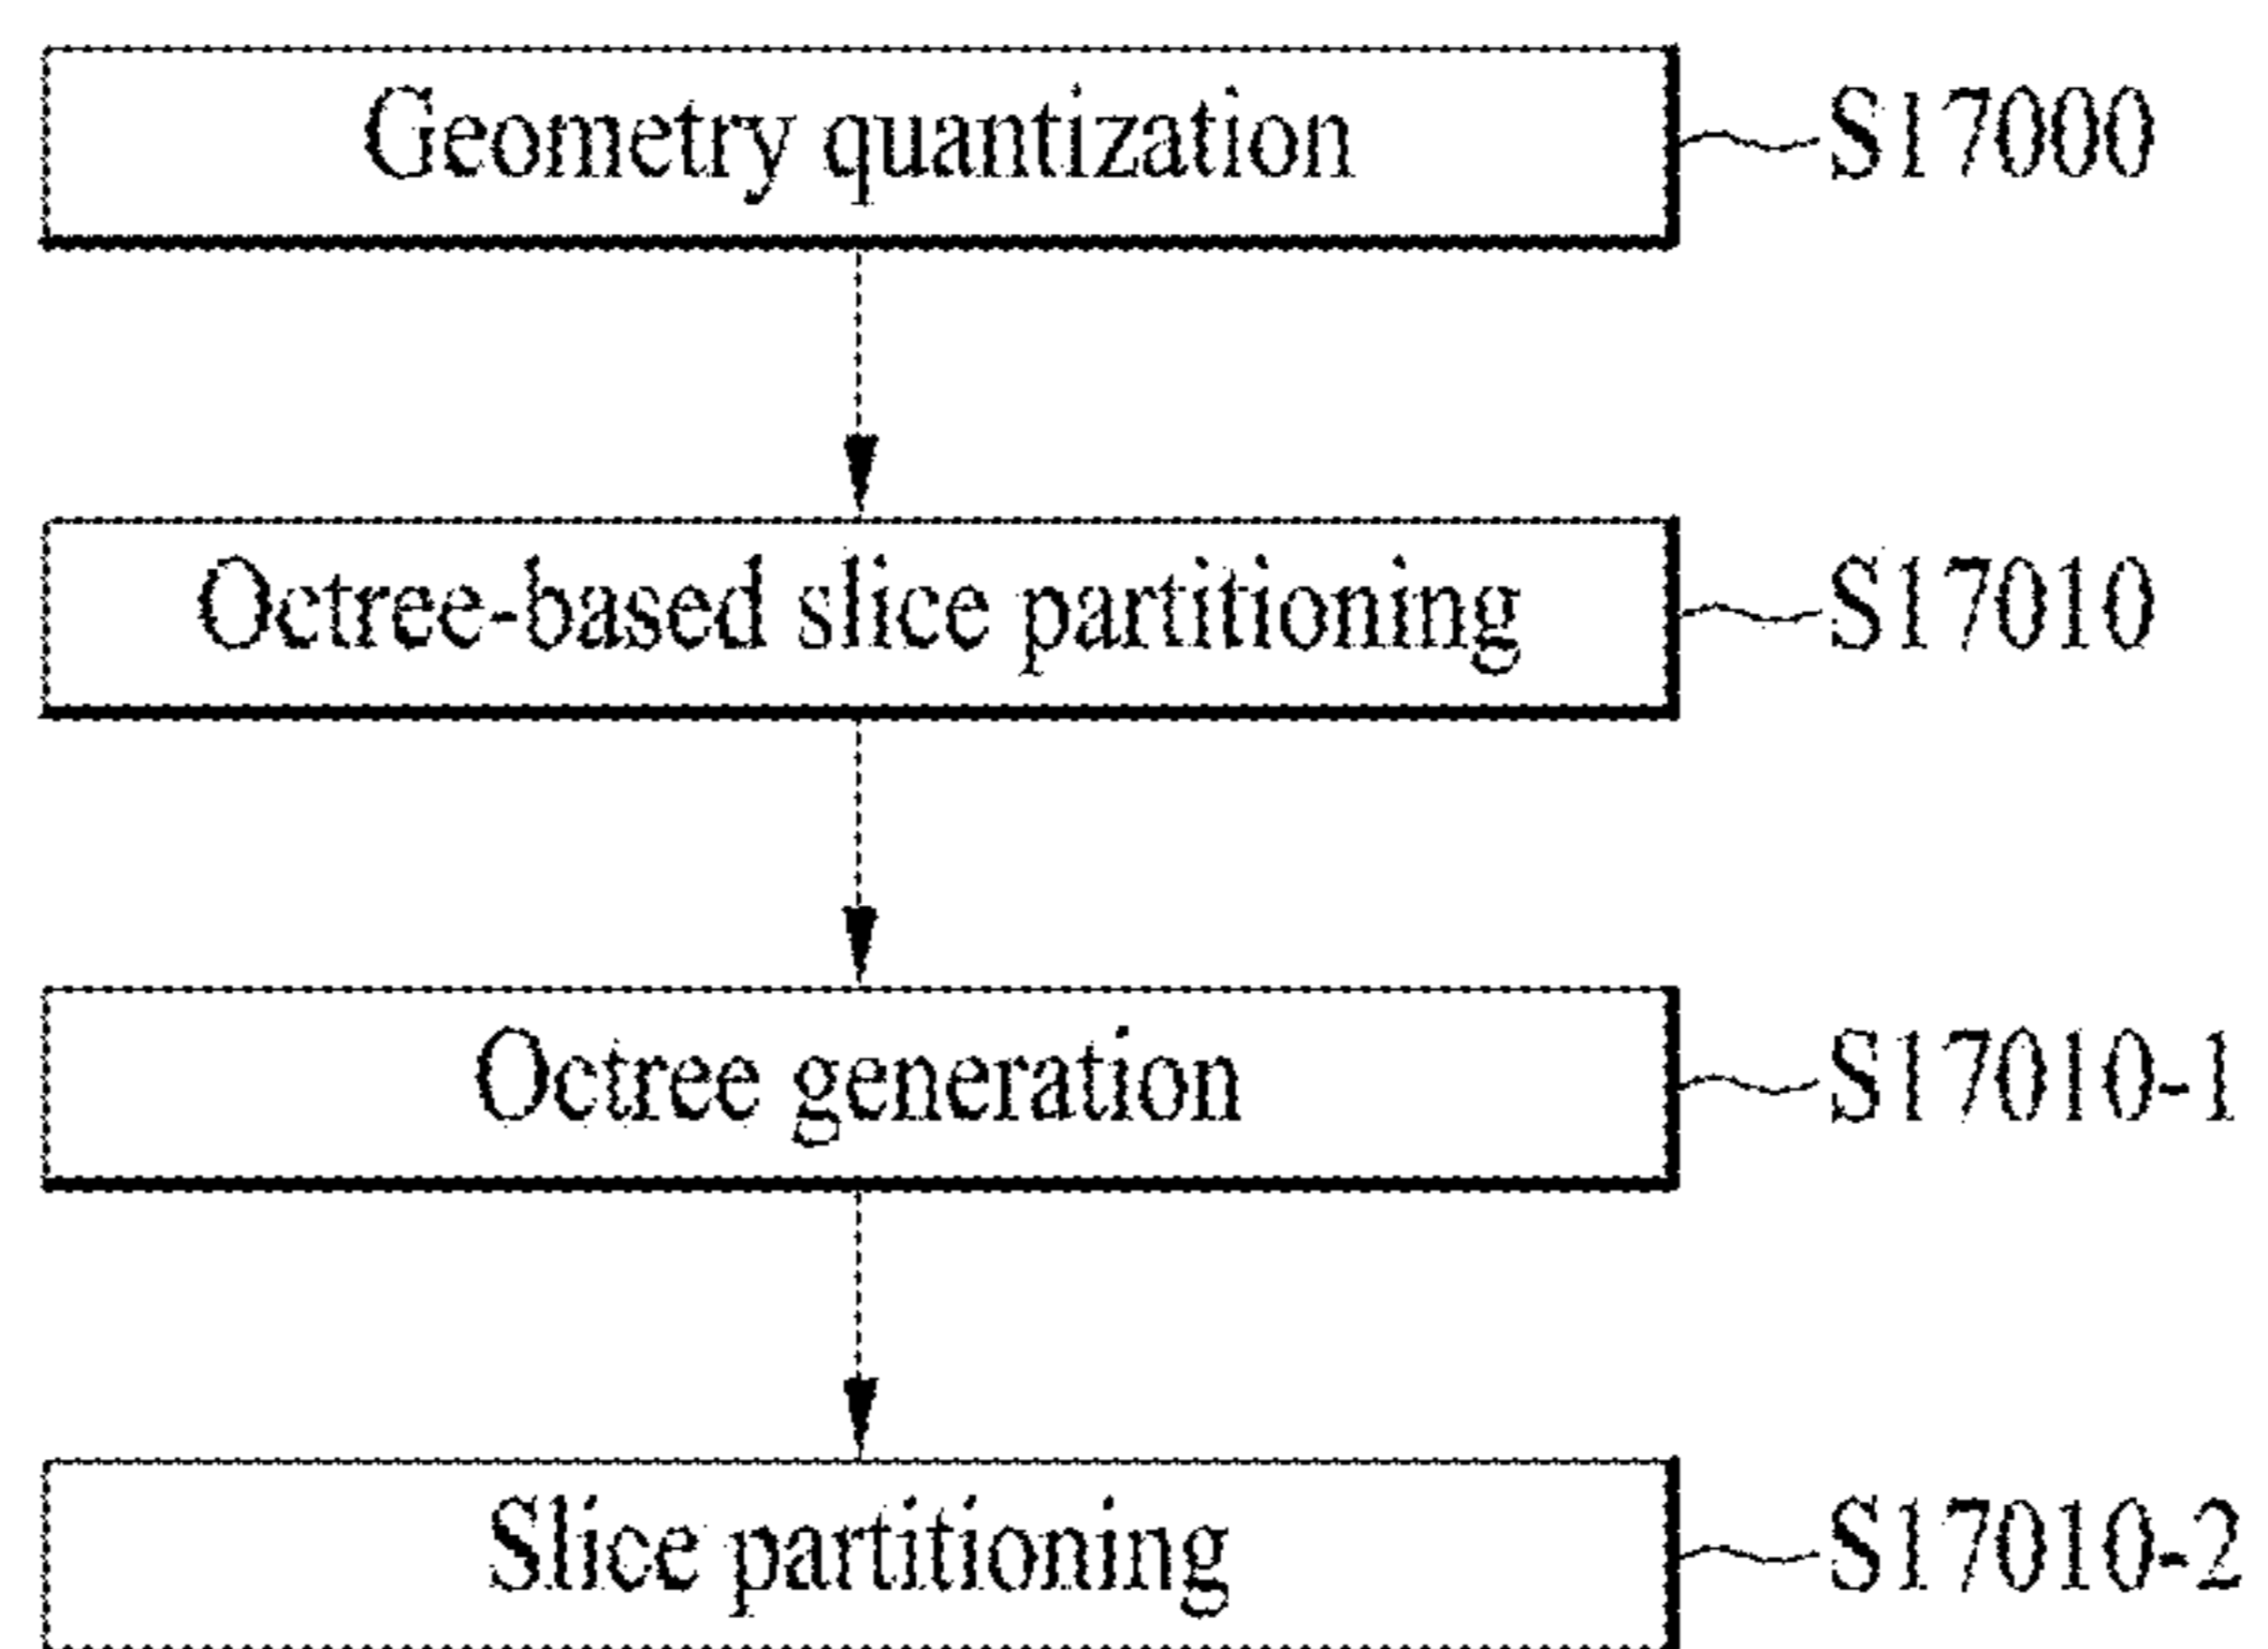 Geometry quantization S17000
Octree-based slice partitioning S17010
Octree generation S17010-1
Slice partitioning S17010-2